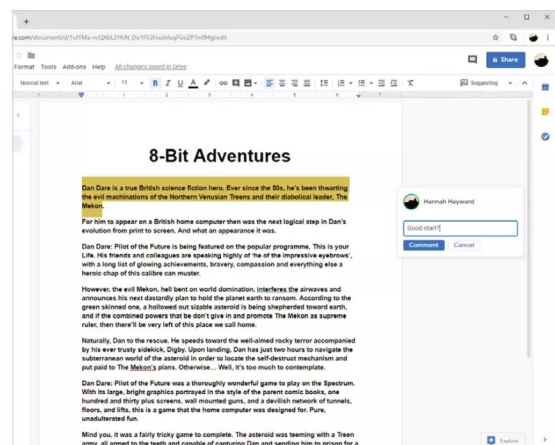 Format Tools Add-ons Help All changes saved in Drive
Share
Normal text Arial 11 B I U A Suggesting
8-Bit Adventures
Dan Dare is a true British science fiction hero. Ever since the 50s, he's been thwarting
the evil machinations of the Northern Venusian Treens and their diabolical leader, The
Mekon.
Hannah Hayward
Good start!
Comment Cancel
For him to appear on a British home computer then was the next logical step in Dan's
evolution from print to screen. And what an appearance it was.
Dan Dare: Pilot of the Future is being featured on the popular programme, This is your
Life. His friends and colleagues are speaking highly of 'he of the impressive eyebrows',
with a long list of glowing achievements, bravery, compassion and everything else a
heroic chap of this calibre can muster.
However, the evil Mekon, hell bent on world domination, interferes the airwaves and
announces his next dastardly plan to hold the planet earth to ransom. According to the
green skinned one, a hollowed out sizable asteroid is being shepherded toward earth,
and if the combined powers that be don't give in and promote The Mekon as supreme
ruler, then there'll be very left of this place we call home.
Naturally, Dan to the rescue. He speeds toward the well-aimed rocky terror accompanied
by his ever trusty sidekick, Digby. Upon landing, Dan has just two hours to navigate the
subterranean world of the asteroid in order to locate the self-destruct mechanism and
put paid to The Mekon's plans. Otherwise... Well, it's too much to contemplate.
Dan Dare: Pilot of the Future was a thoroughly wonderful game to play on the Spectrum.
With its large, bright graphics portrayed in the style of the parent comic books, one
hundred and thirty plus screens, wall mounted guns, and a devilish network of tunnels,
floors, and lifts, this is a game that the home computer was designed for. Pure,
unadulterated fun.
Mind you, it was a fairly tricky game to complete. The asteroid was teeming with a Treen
army, all armed to the teeth and capable of capturing Dan and sending him to prison for a
Explore